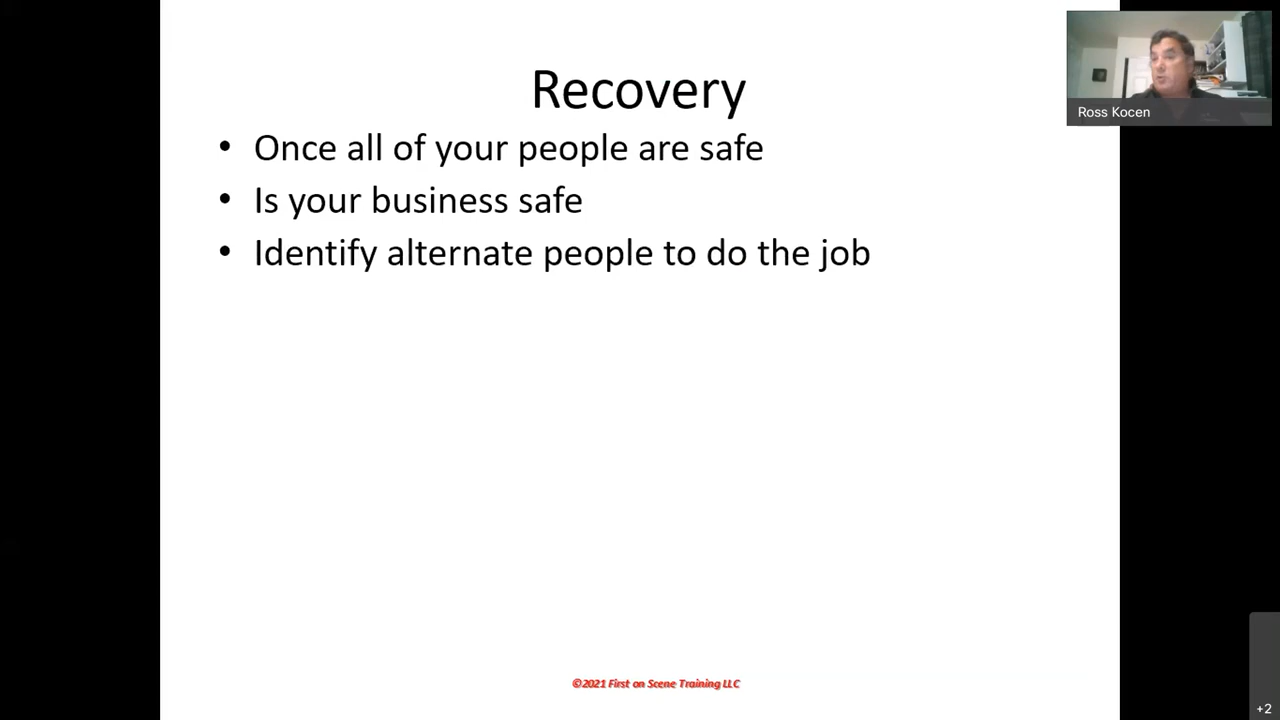 Recovery
• Once all of your people are safe
• Is your business safe
• Identify alternate people to do the job
Ross Kocen
©2021 First on Scene Training LLC
+2